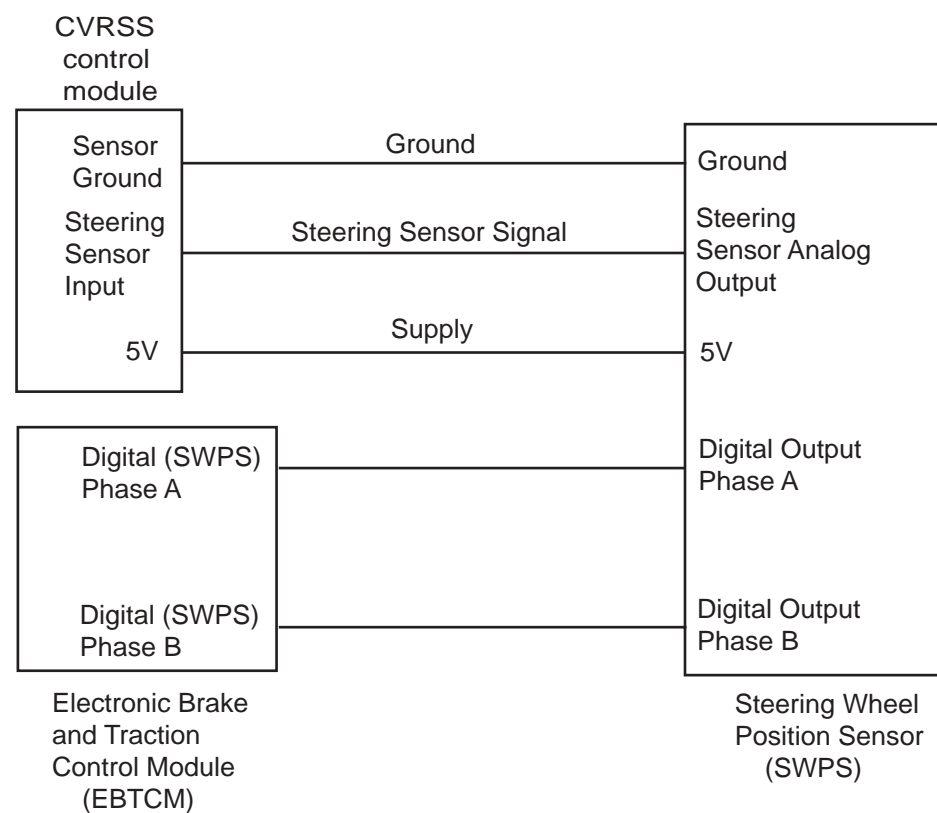 CVRSS
control
module
Sensor
Ground
Steering
Sensor
Input
5V
Ground
Steering Sensor Signal
Supply
Ground
Steering
Sensor Analog
Output
5V
Digital Output
Phase A
Digital Output
Phase B
Digital (SWPS)
Phase A
Digital (SWPS)
Phase B
Electronic Brake
and Traction
Control Module
(EBTCM)
Steering Wheel
Position Sensor
(SWPS)